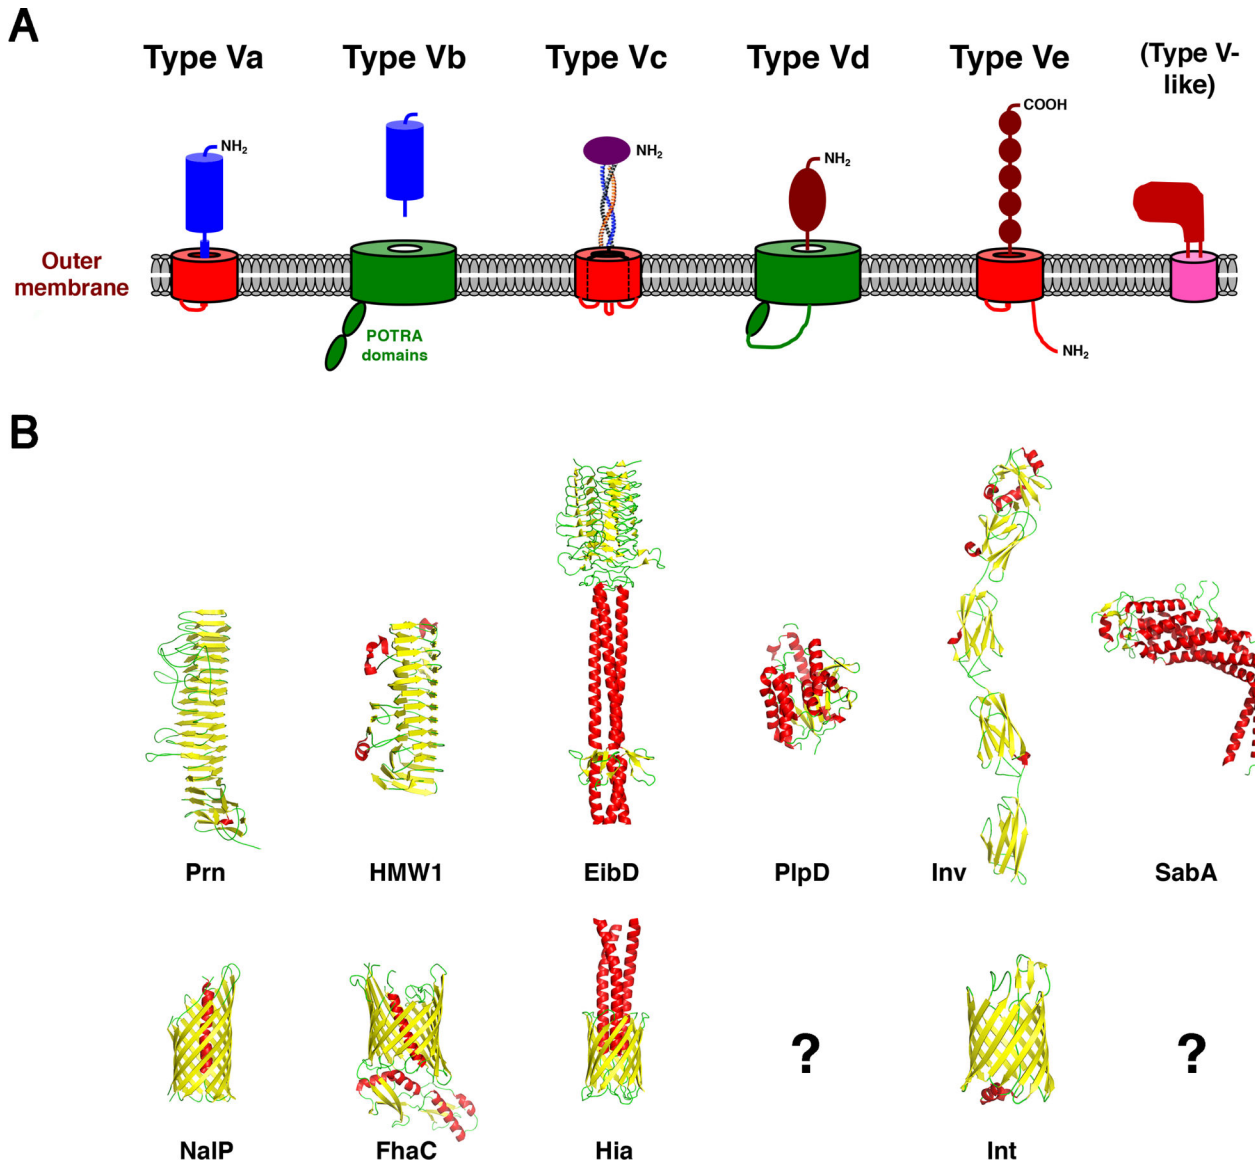 A
Type Va
Type Vb
Type Vc
Type Vd
Type Ve
(Type V-
like)
COOH
NH2
NH2
NH2
Outer
membrane
POTRA
domains
NH2
B
Prn
HMW1
EibD
PlpD
Inv
SabA
?
?
NalP
FhaC
Hia
Int